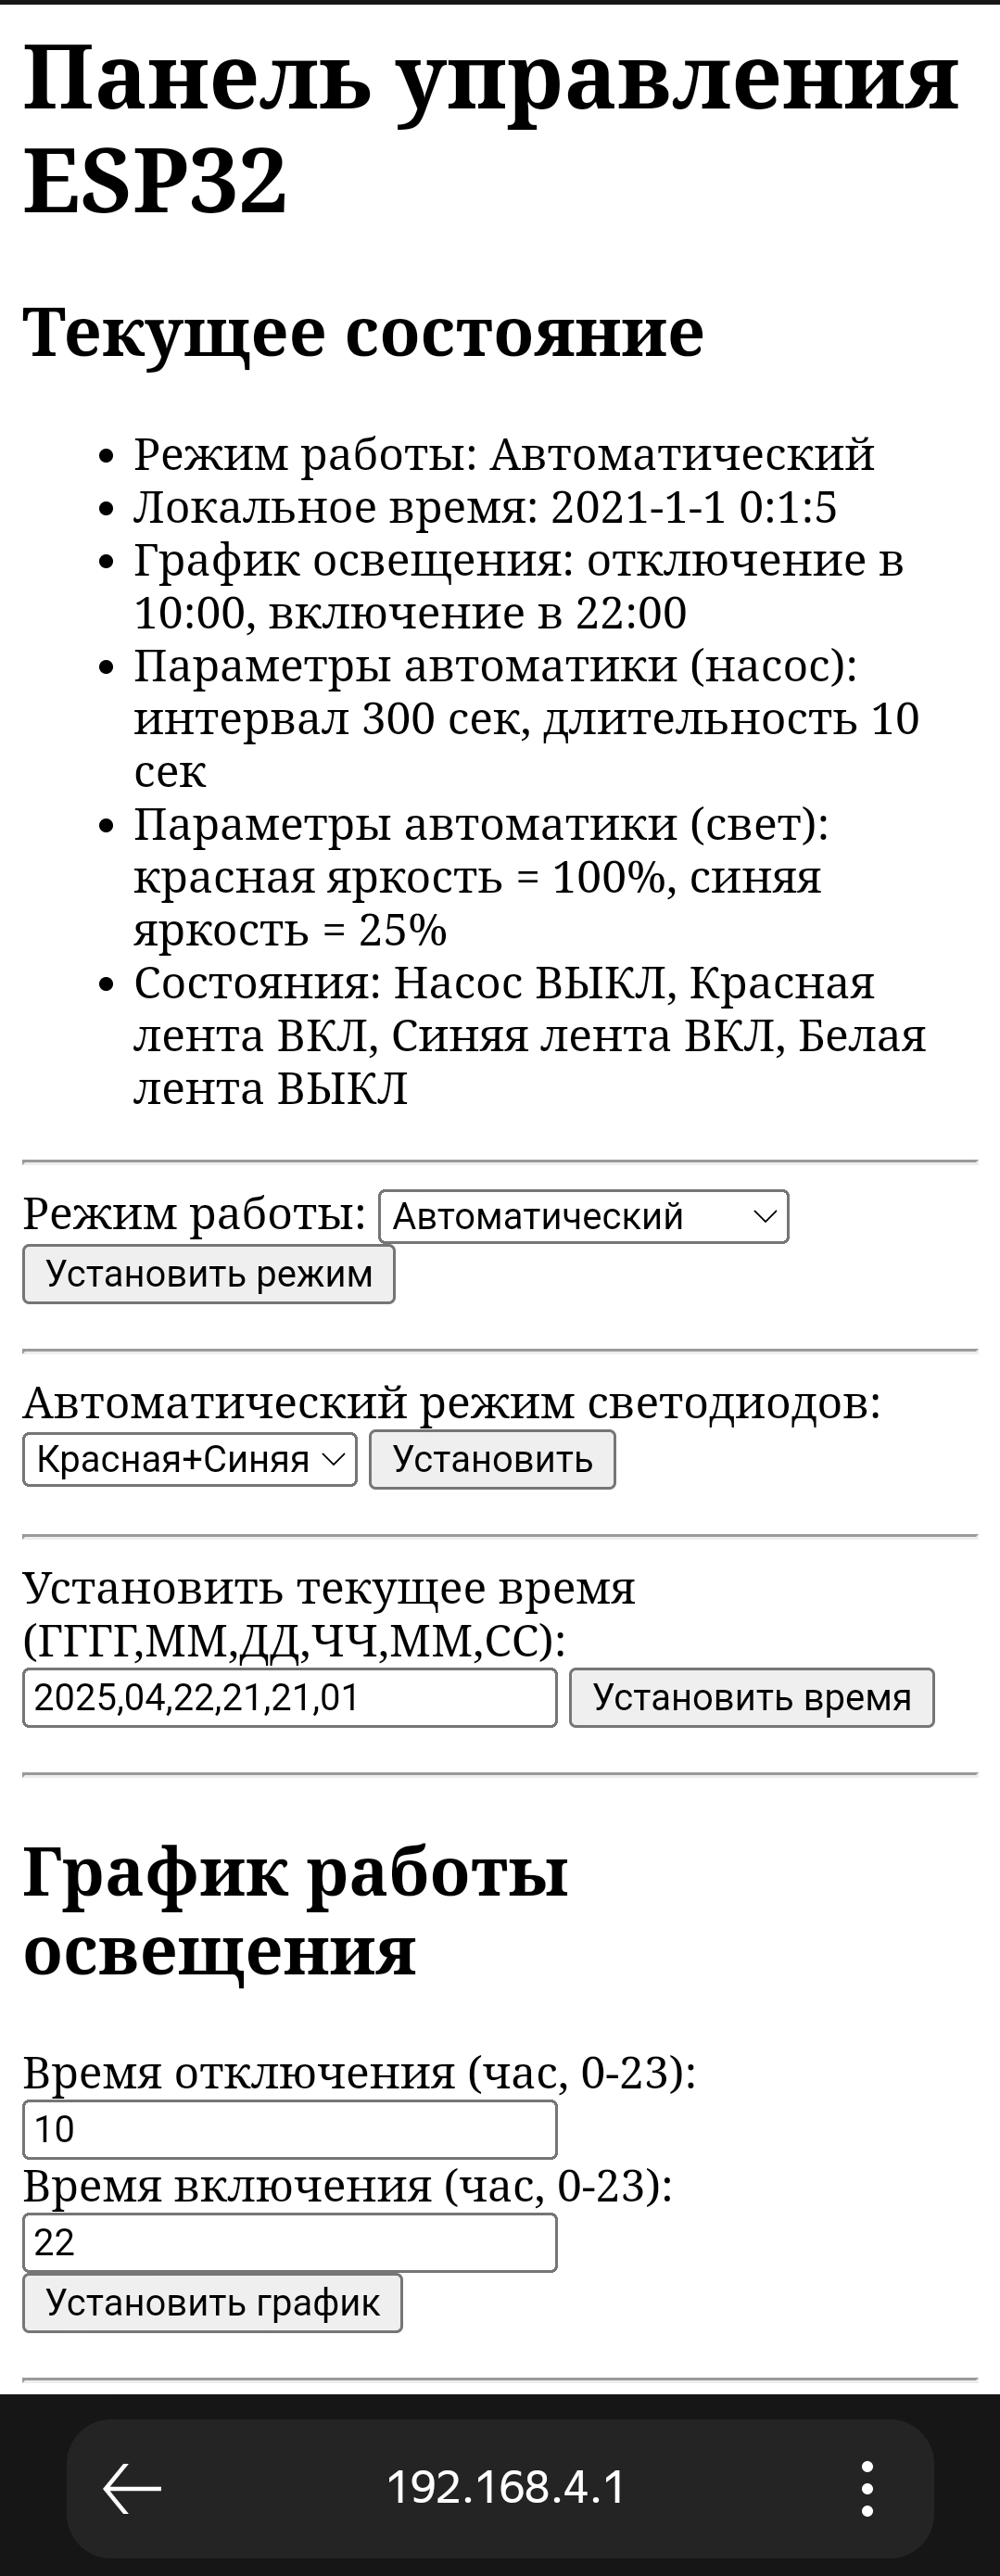 Панель управления
ESP32
Текущее состояние
• Режим работы: Автоматический
• Локальное время: 2021-1-1 0:1:5
• График освещения: отключение в
10:00, включение в 22:00
• Параметры автоматики (насос):
интервал 300 сек, длительность 10
сек
• Параметры автоматики (свет):
красная яркость = 100%, синяя
яркость = 25%
• Состояния: Насос ВЫКЛ, Красная
лента ВКЛ, Синяя лента ВКЛ, Белая
лента ВЫКЛ
Режим работы: Автоматический
Установить режим
Автоматический режим светодиодов:
Красная+Синяя Установить
Установить текущее время
(ГГГГ,ММ,ДД,ЧЧ,ММ,СС):
2025,04,22,21,21,01 Установить время
График работы
освещения
Время отключения (час, 0-23):
10
Время включения (час, 0-23):
22
Установить график
192.168.4.1